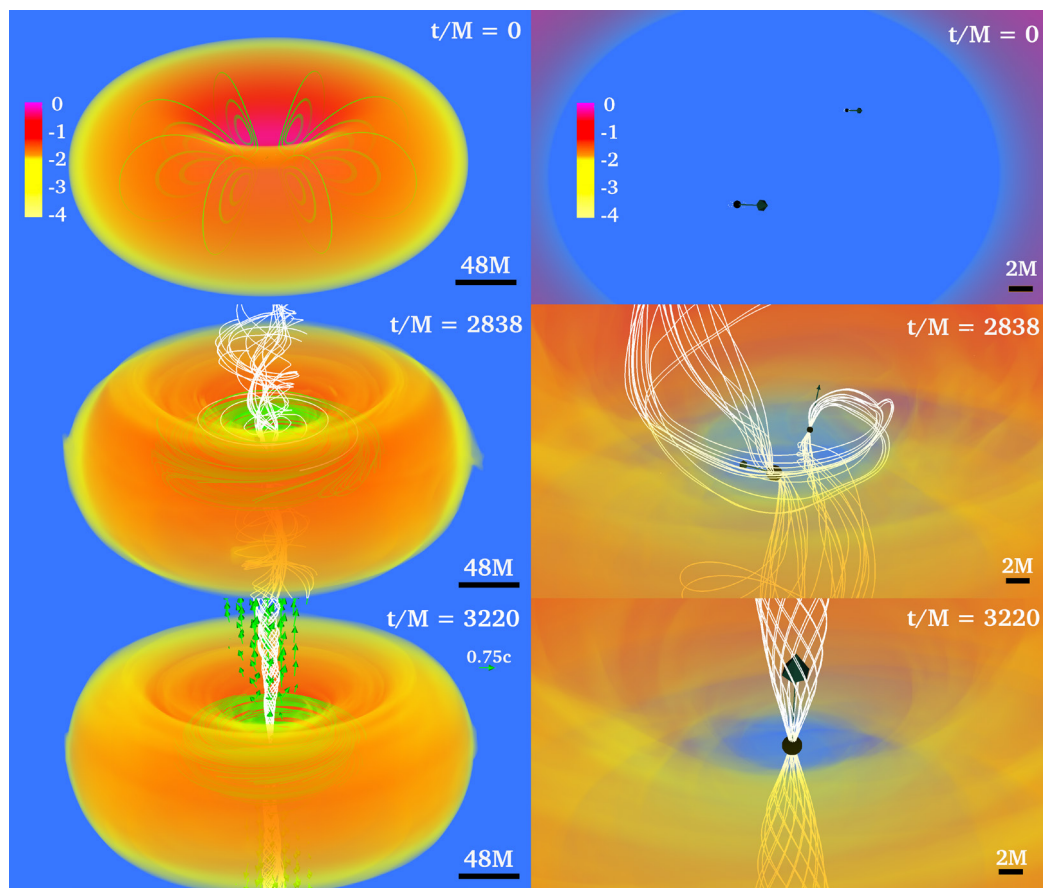 t/M = 0
0
-1
-2
-3
-4
48M
t/M = 0
0
-1
-2
-3
-4
2M
t/M = 2838
48M
t/M = 2838
2M
t/M = 3220
0.75c
48M
t/M = 3220
2M